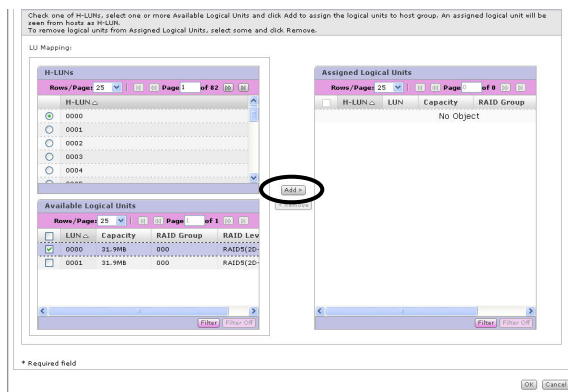 Check one of H-LUNs, select one or more Available Logical Units and click Add to assign the logical units to host group. An assigned logical unit will be
seen from hosts as H-LUN.
To remove logical units from Assigned Logical Units, select some and click Remove.
LU Mapping:
H-LUNs
Rows/Page: 25 Page 1 of 82
H-LUN
0000
0001
0002
0003
0004
0005
Available Logical Units
Rows/Page: 25 Page 1 of 1
LUN Capacity RAID Group RAID Lev
0000 31.9MB 000 RAID5(2D-
0001 31.9MB 000 RAID5(2D-
Filter Filter Off
Add >
< Remove
Assigned Logical Units
Rows/Page: 25 Page 0 of 0
H-LUN LUN Capacity RAID Group
No Object
Filter Filter Off
* Required field
OK Cancel